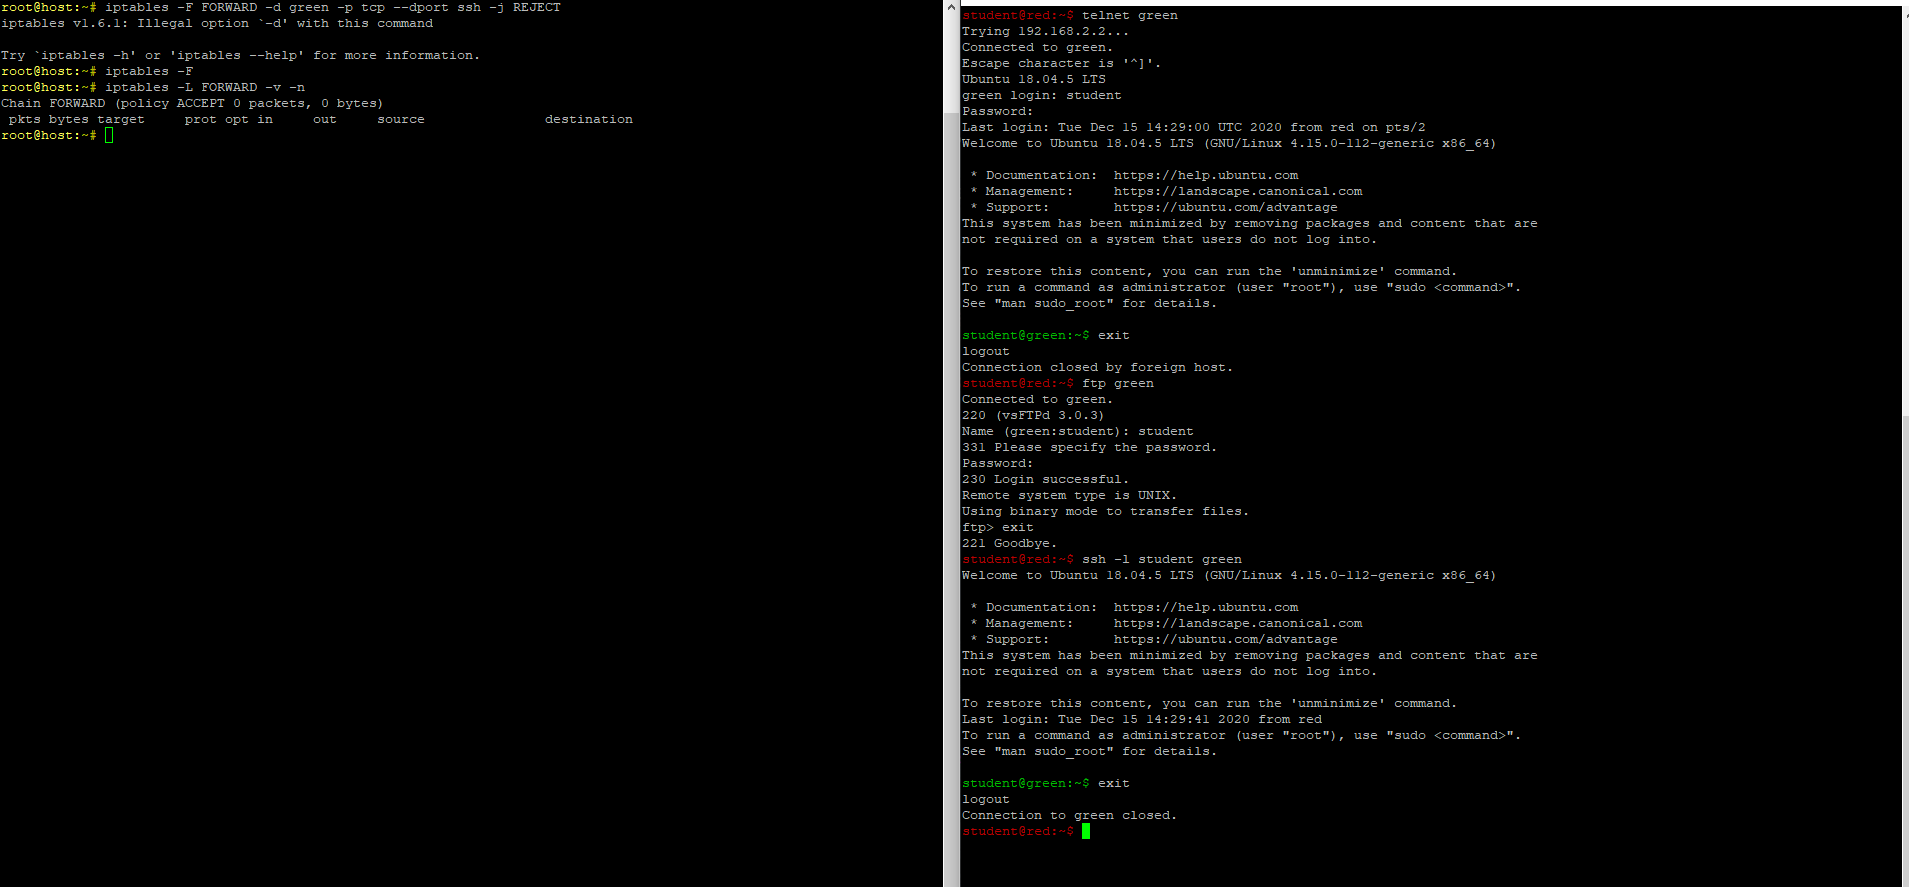 root@host:~# iptables -F FORWARD -d green -p tcp --dport ssh -j REJECT
iptables v1.6.1: Illegal option `-d' with this command
Try `iptables -h' or 'iptables --help' for more information.
root@host:~# iptables -F
root@host:~# iptables -L FORWARD -v -n
Chain FORWARD (policy ACCEPT 0 packets, 0 bytes)
 pkts bytes target     prot opt in     out     source               destination
root@host:~#
student@red:~$ telnet green
Trying 192.168.2.2...
Connected to green.
Escape character is '^]'.
Ubuntu 18.04.5 LTS
green login: student
Password:
Last login: Tue Dec 15 14:29:00 UTC 2020 from red on pts/2
Welcome to Ubuntu 18.04.5 LTS (GNU/Linux 4.15.0-112-generic x86_64)
 * Documentation:  https://help.ubuntu.com
 * Management:     https://landscape.canonical.com
 * Support:        https://ubuntu.com/advantage
This system has been minimized by removing packages and content that are
not required on a system that users do not log into.
To restore this content, you can run the 'unminimize' command.
To run a command as administrator (user "root"), use "sudo <command>".
See "man sudo_root" for details.
student@green:~$ exit
logout
Connection closed by foreign host.
student@red:~$ ftp green
Connected to green.
220 (vsFTPd 3.0.3)
Name (green:student): student
331 Please specify the password.
Password:
230 Login successful.
Remote system type is UNIX.
Using binary mode to transfer files.
ftp> exit
221 Goodbye.
student@red:~$ ssh -l student green
Welcome to Ubuntu 18.04.5 LTS (GNU/Linux 4.15.0-112-generic x86_64)
 * Documentation:  https://help.ubuntu.com
 * Management:     https://landscape.canonical.com
 * Support:        https://ubuntu.com/advantage
This system has been minimized by removing packages and content that are
not required on a system that users do not log into.
To restore this content, you can run the 'unminimize' command.
Last login: Tue Dec 15 14:29:41 2020 from red
To run a command as administrator (user "root"), use "sudo <command>".
See "man sudo_root" for details.
student@green:~$ exit
logout
Connection to green closed.
student@red:~$